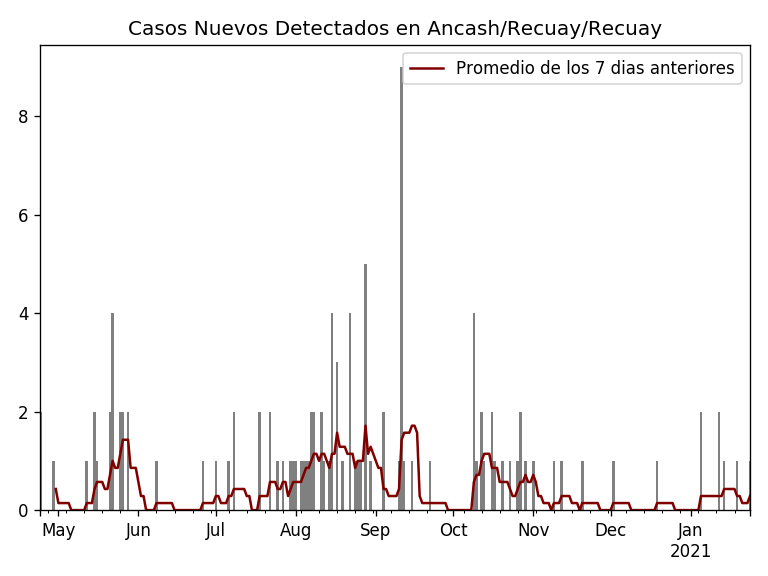 Casos Nuevos Detectados en Ancash/Recuay/Recuay
Promedio de los 7 dias anteriores
8
6
4
2
0
May Jun Jul Aug Sep Oct Nov Dec Jan
2021